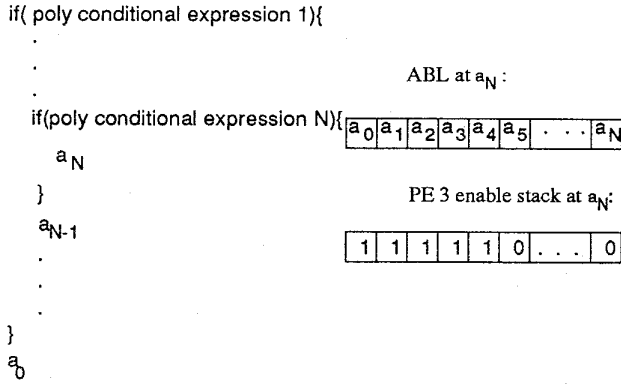 if( poly conditional expression 1){
.
.
.
ABL at aN :
if(poly conditional expression N){
a0 a1 a2 a3 a4 a5 . . . aN
aN
}
PE 3 enable stack at aN:
aN-1
1 1 1 1 1 0 . . . 0
.
.
.
}
a0